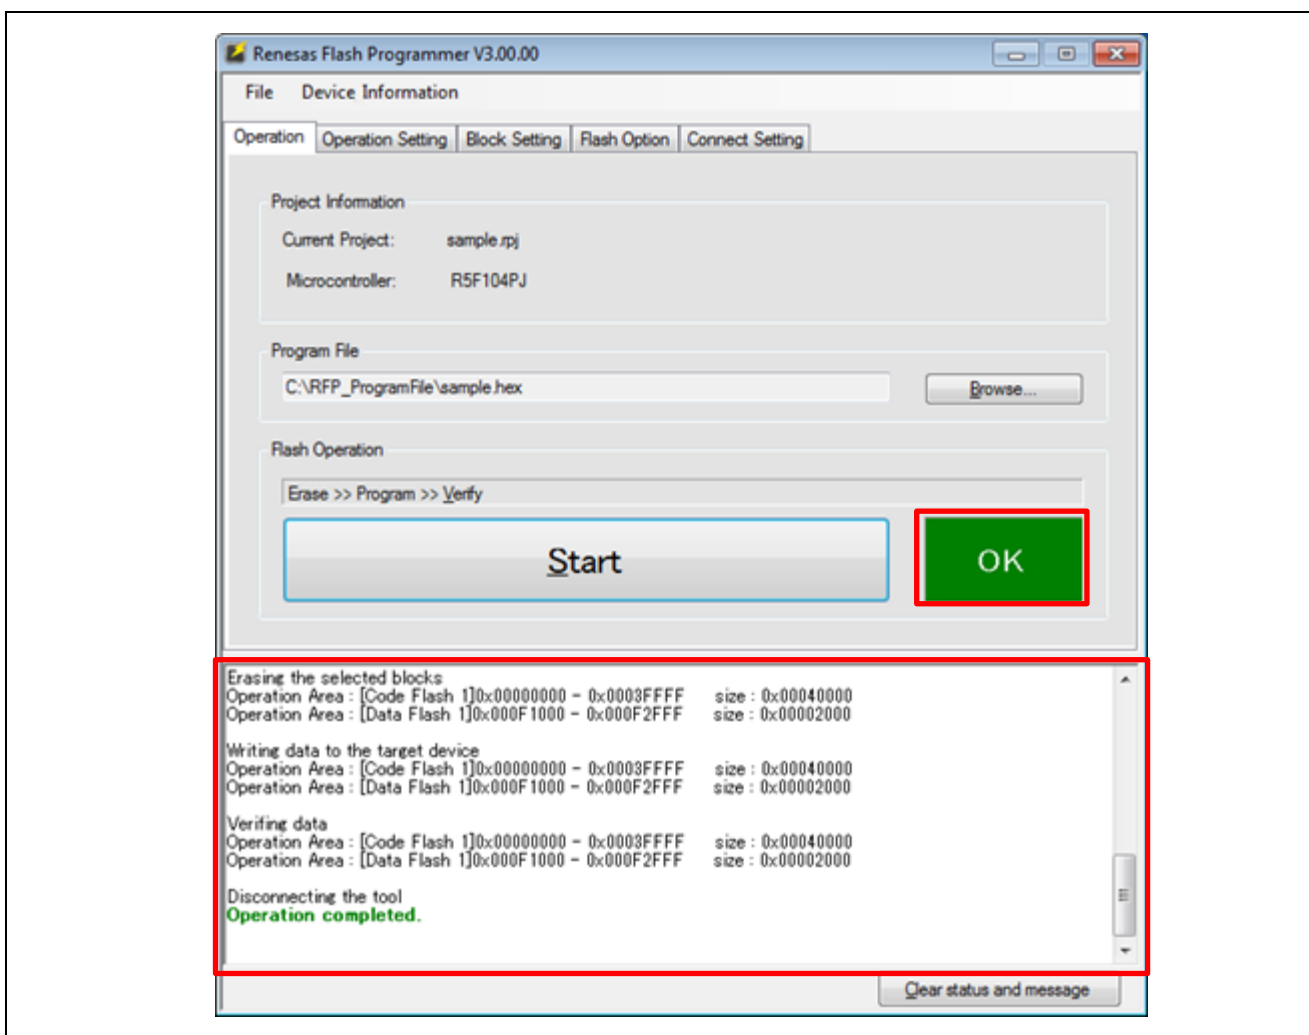 Renesas Flash Programmer V3.00.00
File Device Information
Operation Operation Setting Block Setting Flash Option Connect Setting
Project Information
Current Project: sample.rpj
Microcontroller: R5F104PJ
Program File
C:\RFP_ProgramFile\sample.hex Browse...
Flash Operation
Erase >> Program >> Verify
Start OK
Erasing the selected blocks
Operation Area : [Code Flash 1]0x00000000 - 0x0003FFFF size : 0x00040000
Operation Area : [Data Flash 1]0x000F1000 - 0x000F2FFF size : 0x00002000
Writing data to the target device
Operation Area : [Code Flash 1]0x00000000 - 0x0003FFFF size : 0x00040000
Operation Area : [Data Flash 1]0x000F1000 - 0x000F2FFF size : 0x00002000
Verifing data
Operation Area : [Code Flash 1]0x00000000 - 0x0003FFFF size : 0x00040000
Operation Area : [Data Flash 1]0x000F1000 - 0x000F2FFF size : 0x00002000
Disconnecting the tool
Operation completed.
Clear status and message